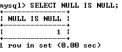 mysql> SELECT NULL IS NULL;
+--------------+
| NULL IS NULL |
+--------------+
| 1 |
+--------------+
1 row in set (0.00 sec)